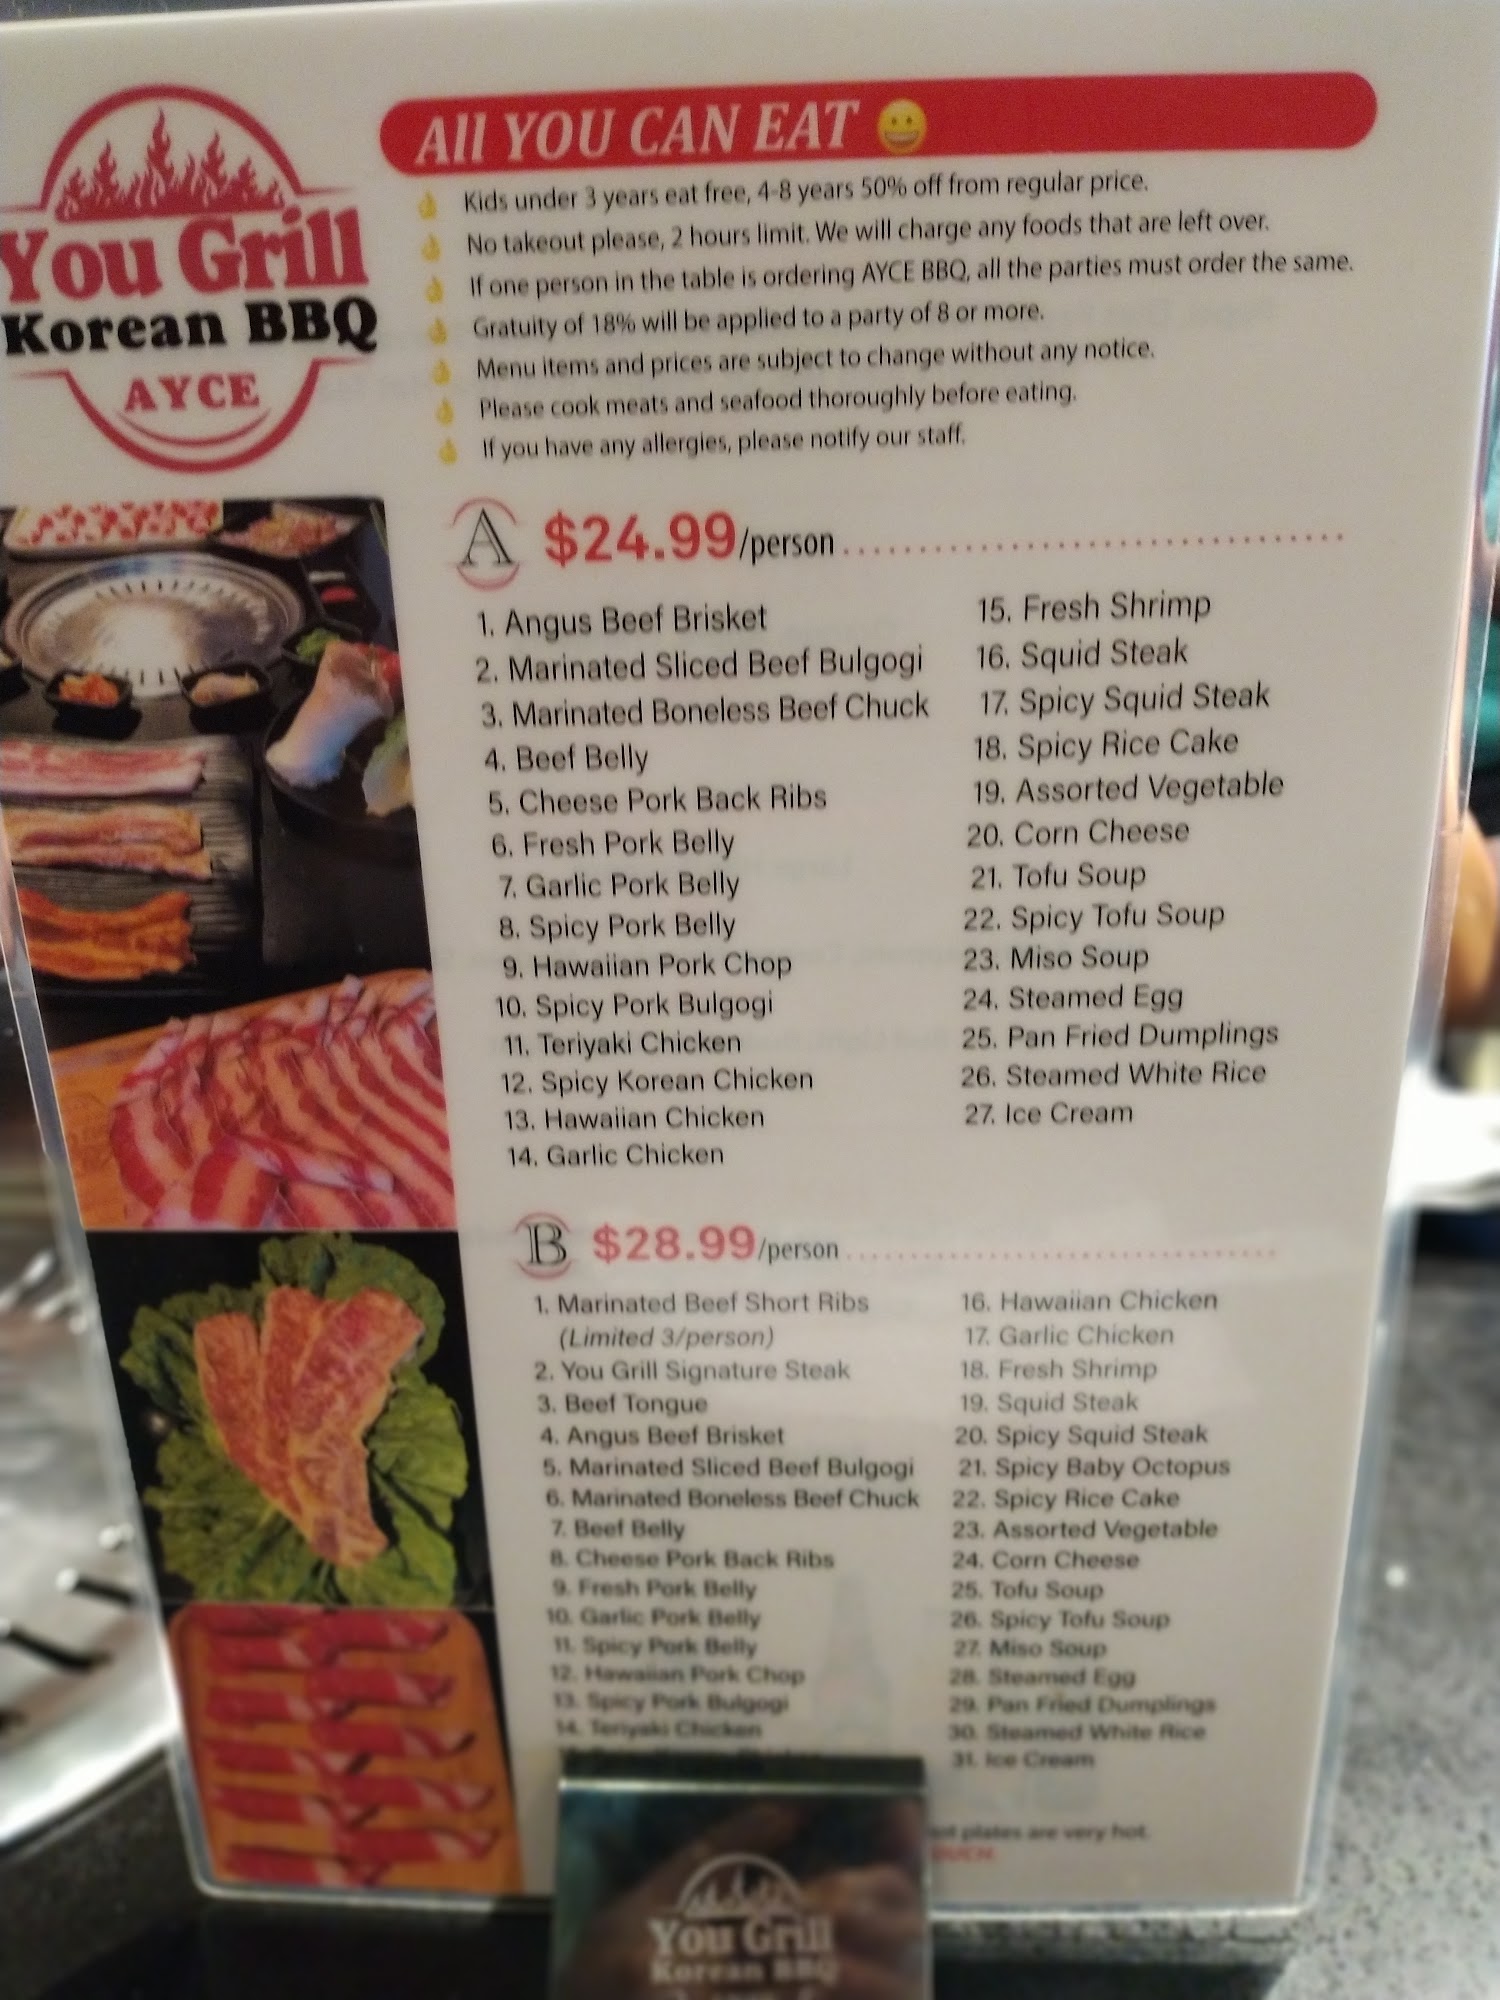 You Grill
Korean BBQ
AYCE
All YOU CAN EAT
Kids under 3 years eat free, 4-8 years 50% off from regular price.
No takeout please, 2 hours limit. We will charge any foods that are left over.
If one person in the table is ordering AYCE BBQ, all the parties must order the same.
Gratuity of 18% will be applied to a party of 8 or more.
Menu items and prices are subject to change without any notice.
Please cook meats and seafood thoroughly before eating.
If you have any allergies, please notify our staff.
A $24.99/person
1. Angus Beef Brisket
2. Marinated Sliced Beef Bulgogi
3. Marinated Boneless Beef Chuck
4. Beef Belly
5. Cheese Pork Back Ribs
6. Fresh Pork Belly
7. Garlic Pork Belly
8. Spicy Pork Belly
9. Hawaiian Pork Chop
10. Spicy Pork Bulgogi
11. Teriyaki Chicken
12. Spicy Korean Chicken
13. Hawaiian Chicken
14. Garlic Chicken
15. Fresh Shrimp
16. Squid Steak
17. Spicy Squid Steak
18. Spicy Rice Cake
19. Assorted Vegetable
20. Corn Cheese
21. Tofu Soup
22. Spicy Tofu Soup
23. Miso Soup
24. Steamed Egg
25. Pan Fried Dumplings
26. Steamed White Rice
27. Ice Cream
B $28.99/person
1. Marinated Beef Short Ribs
(Limited 3/person)
2. You Grill Signature Steak
3. Beef Tongue
4. Angus Beef Brisket
5. Marinated Sliced Beef Bulgogi
6. Marinated Boneless Beef Chuck
7. Beef Belly
8. Cheese Pork Back Ribs
9. Fresh Pork Belly
10. Garlic Pork Belly
11. Spicy Pork Belly
12. Hawaiian Pork Chop
13. Spicy Pork Bulgogi
14. Teriyaki Chicken
16. Hawaiian Chicken
17. Garlic Chicken
18. Fresh Shrimp
19. Squid Steak
20. Spicy Squid Steak
21. Spicy Baby Octopus
22. Spicy Rice Cake
23. Assorted Vegetable
24. Corn Cheese
25. Tofu Soup
26. Spicy Tofu Soup
27. Miso Soup
28. Steamed Egg
29. Pan Fried Dumplings
30. Steamed White Rice
31. Ice Cream
plates are very hot.
You Grill
Korean BBQ